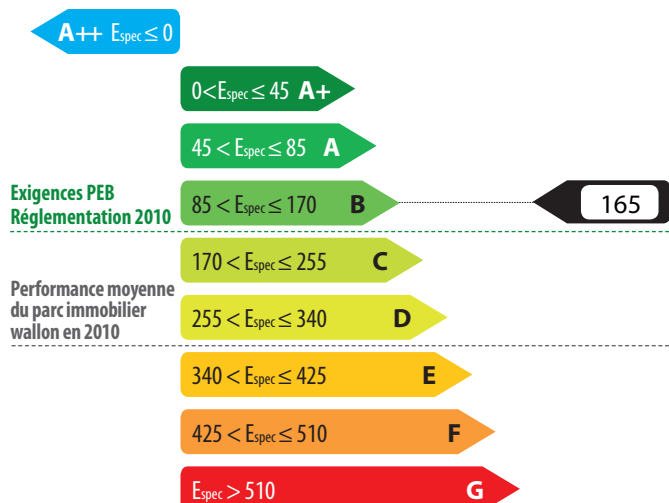 A++ Espec ≤ 0
0<Espec ≤ 45 A+
45 < Espec ≤ 85 A
Exigences PEB
Réglementation 2010
85 < Espec ≤ 170 B
165
170 < Espec ≤ 255 C
Performance moyenne
du parc immobilier
wallon en 2010
255 < Espec ≤ 340 D
340 < Espec ≤ 425 E
425 < Espec ≤ 510 F
Espec > 510 G